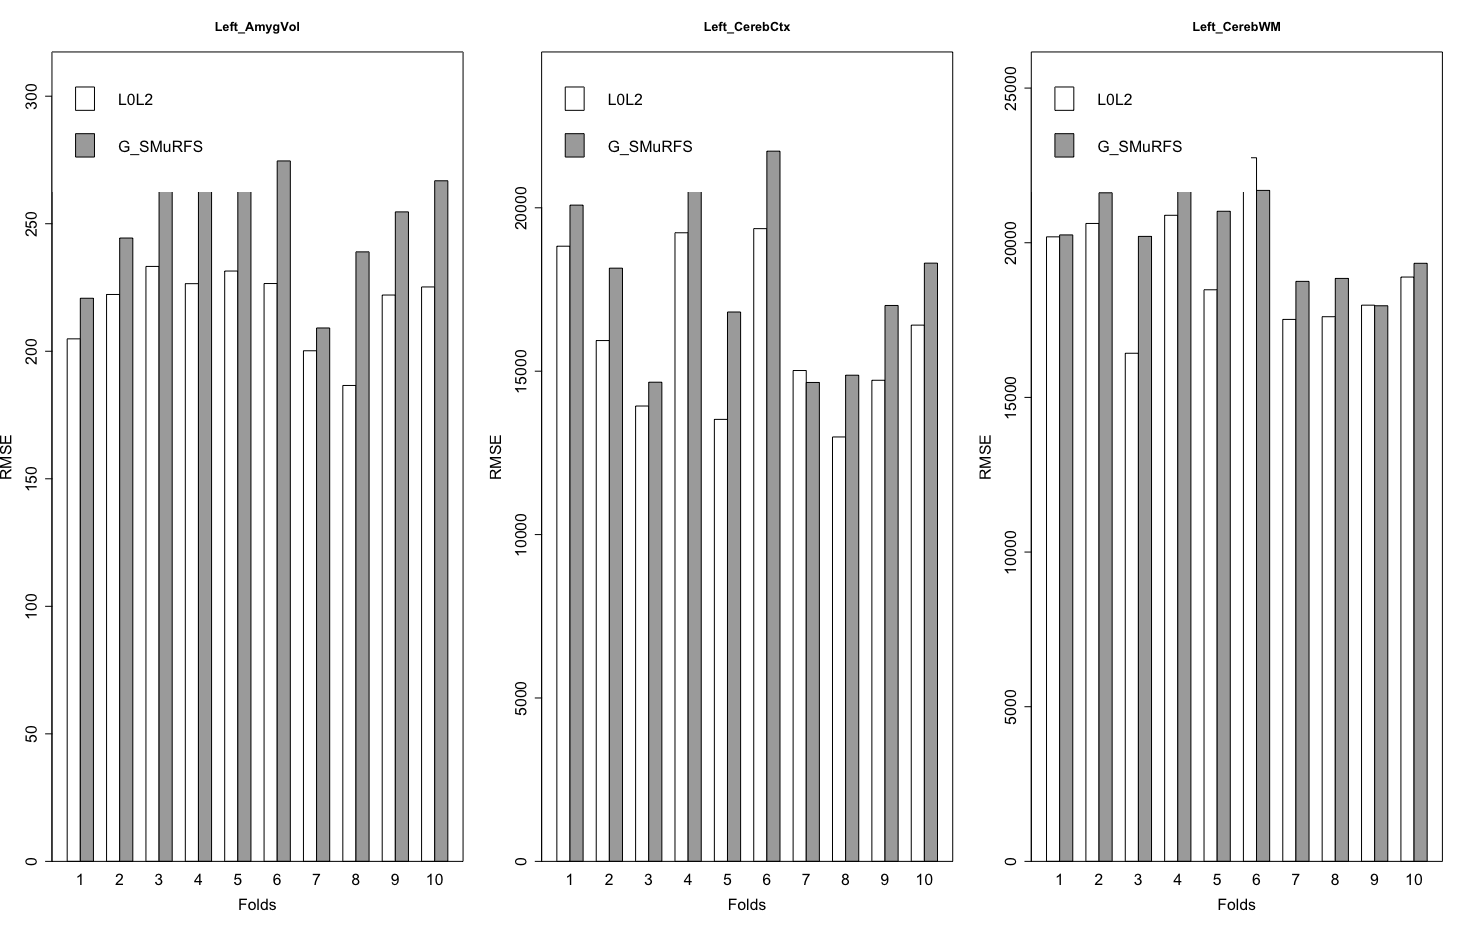 Left_AmygVol
L0L2
G_SMuRFS
RMSE
0
50
100
150
200
250
300
1 2 3 4 5 6 7 8 9 10
Folds
Left_CerebCtx
L0L2
G_SMuRFS
RMSE
0
5000
10000
15000
20000
1 2 3 4 5 6 7 8 9 10
Folds
Left_CerebWM
L0L2
G_SMuRFS
RMSE
0
5000
10000
15000
20000
25000
1 2 3 4 5 6 7 8 9 10
Folds